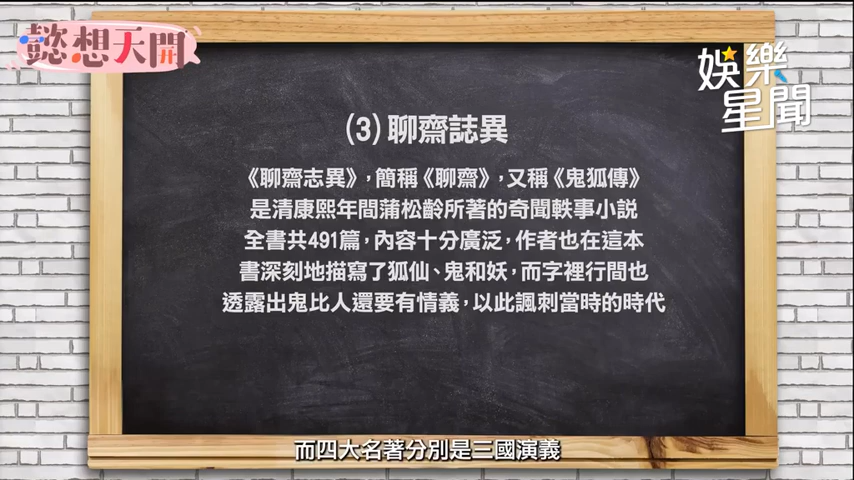 懿想天開
娛樂
星聞
(3)聊齋誌異
《聊齋志異》，簡稱《聊齋》，又稱《鬼狐傳》
是清康熙年間蒲松齡所著的奇聞軼事小說
全書共491篇，內容十分廣泛，作者也在這本
書深刻地描寫了狐仙、鬼和妖，而字裡行間也
透露出鬼比人還要有情義，以此諷刺當時的時代
而四大名著分別是三國演義